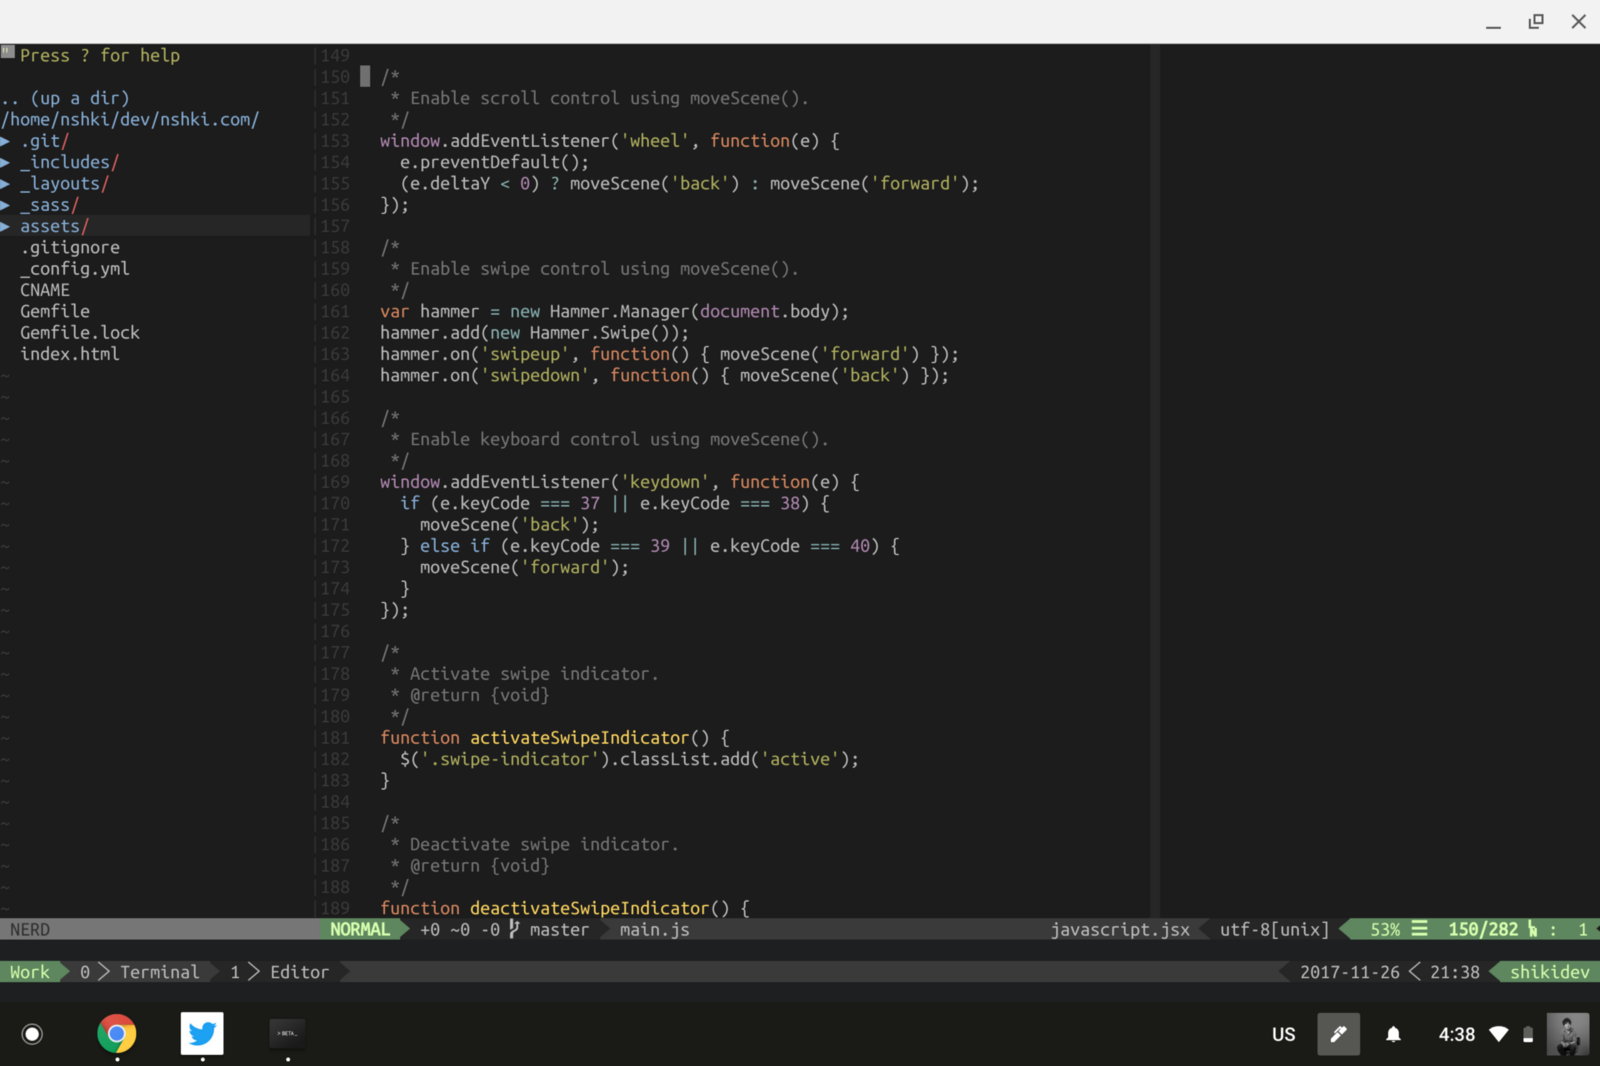 " Press ? for help
.. (up a dir)
/home/nshki/dev/nshki.com/
▶ .git/
▶ _includes/
▶ _layouts/
▶ _sass/
▶ assets/
.gitignore
_config.yml
CNAME
Gemfile
Gemfile.lock
index.html
149
150 /*
151  * Enable scroll control using moveScene().
152  */
153 window.addEventListener('wheel', function(e) {
154   e.preventDefault();
155   (e.deltaY < 0) ? moveScene('back') : moveScene('forward');
156 });
157
158 /*
159  * Enable swipe control using moveScene().
160  */
161 var hammer = new Hammer.Manager(document.body);
162 hammer.add(new Hammer.Swipe());
163 hammer.on('swipeup', function() { moveScene('forward') });
164 hammer.on('swipedown', function() { moveScene('back') });
165
166 /*
167  * Enable keyboard control using moveScene().
168  */
169 window.addEventListener('keydown', function(e) {
170   if (e.keyCode === 37 || e.keyCode === 38) {
171     moveScene('back');
172   } else if (e.keyCode === 39 || e.keyCode === 40) {
173     moveScene('forward');
174   }
175 });
176
177 /*
178  * Activate swipe indicator.
179  * @return {void}
180  */
181 function activateSwipeIndicator() {
182   $('.swipe-indicator').classList.add('active');
183 }
184
185 /*
186  * Deactivate swipe indicator.
187  * @return {void}
188  */
189 function deactivateSwipeIndicator() {
NERD NORMAL +0 ~0 -0 master main.js javascript.jsx utf-8[unix] 53% ☰ 150/282 : 1
Work 0 > Terminal 1 > Editor 2017-11-26 < 21:38 shikidev
> BETA_ US 4:38